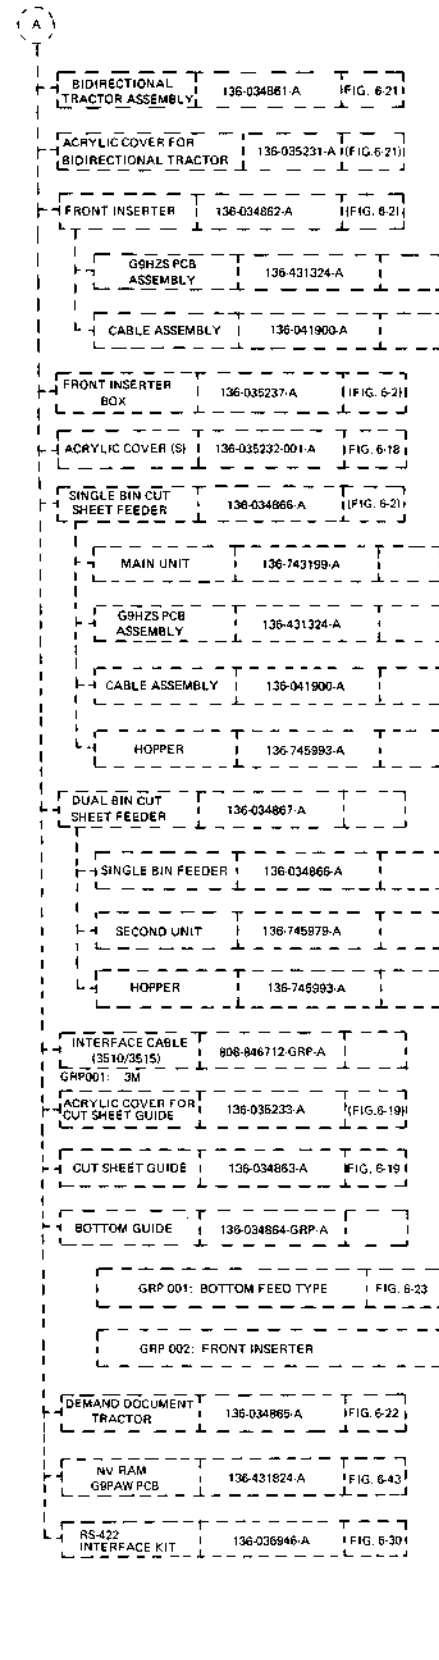 A
BIDIRECTIONAL
TRACTOR ASSEMBLY 136-034861-A (FIG. 6-21)
ACRYLIC COVER FOR
BIDIRECTIONAL TRACTOR 136-035231-A (FIG.6-21)
FRONT INSERTER 136-034862-A (FIG. 6-21
G9HZS PCB
ASSEMBLY 136-431324-A
CABLE ASSEMBLY 136-041900-A
FRONT INSERTER
BOX 136-035237-A (FIG. 6-21
ACRYLIC COVER (S) 136-035232-001-A FIG. 6-18
SINGLE BIN CUT
SHEET FEEDER 136-034866-A (FIG. 6-21)
MAIN UNIT 136-743199-A
G9HZS PCB
ASSEMBLY 136-431324-A
CABLE ASSEMBLY 136-041900-A
HOPPER 136-745993-A
DUAL BIN CUT
SHEET FEEDER 136-034867-A
SINGLE BIN FEEDER 136-034866-A
SECOND UNIT 136-745979-A
HOPPER 136-745993-A
INTERFACE CABLE
(3510/3515) 808-846712-GRP-A
GRP001: 3M
ACRYLIC COVER FOR
CUT SHEET GUIDE 136-035233-A (FIG.6-19)
CUT SHEET GUIDE 136-034863-A FIG. 6-19
BOTTOM GUIDE 136-034864-GRP-A
GRP 001: BOTTOM FEED TYPE FIG. 6-23
GRP 002: FRONT INSERTER
DEMAND DOCUMENT
TRACTOR 136-034865-A FIG. 6-22
NV RAM
G9PAW PCB 136-431824-A FIG. 6-43
RS-422
INTERFACE KIT 136-036946-A FIG. 6-30